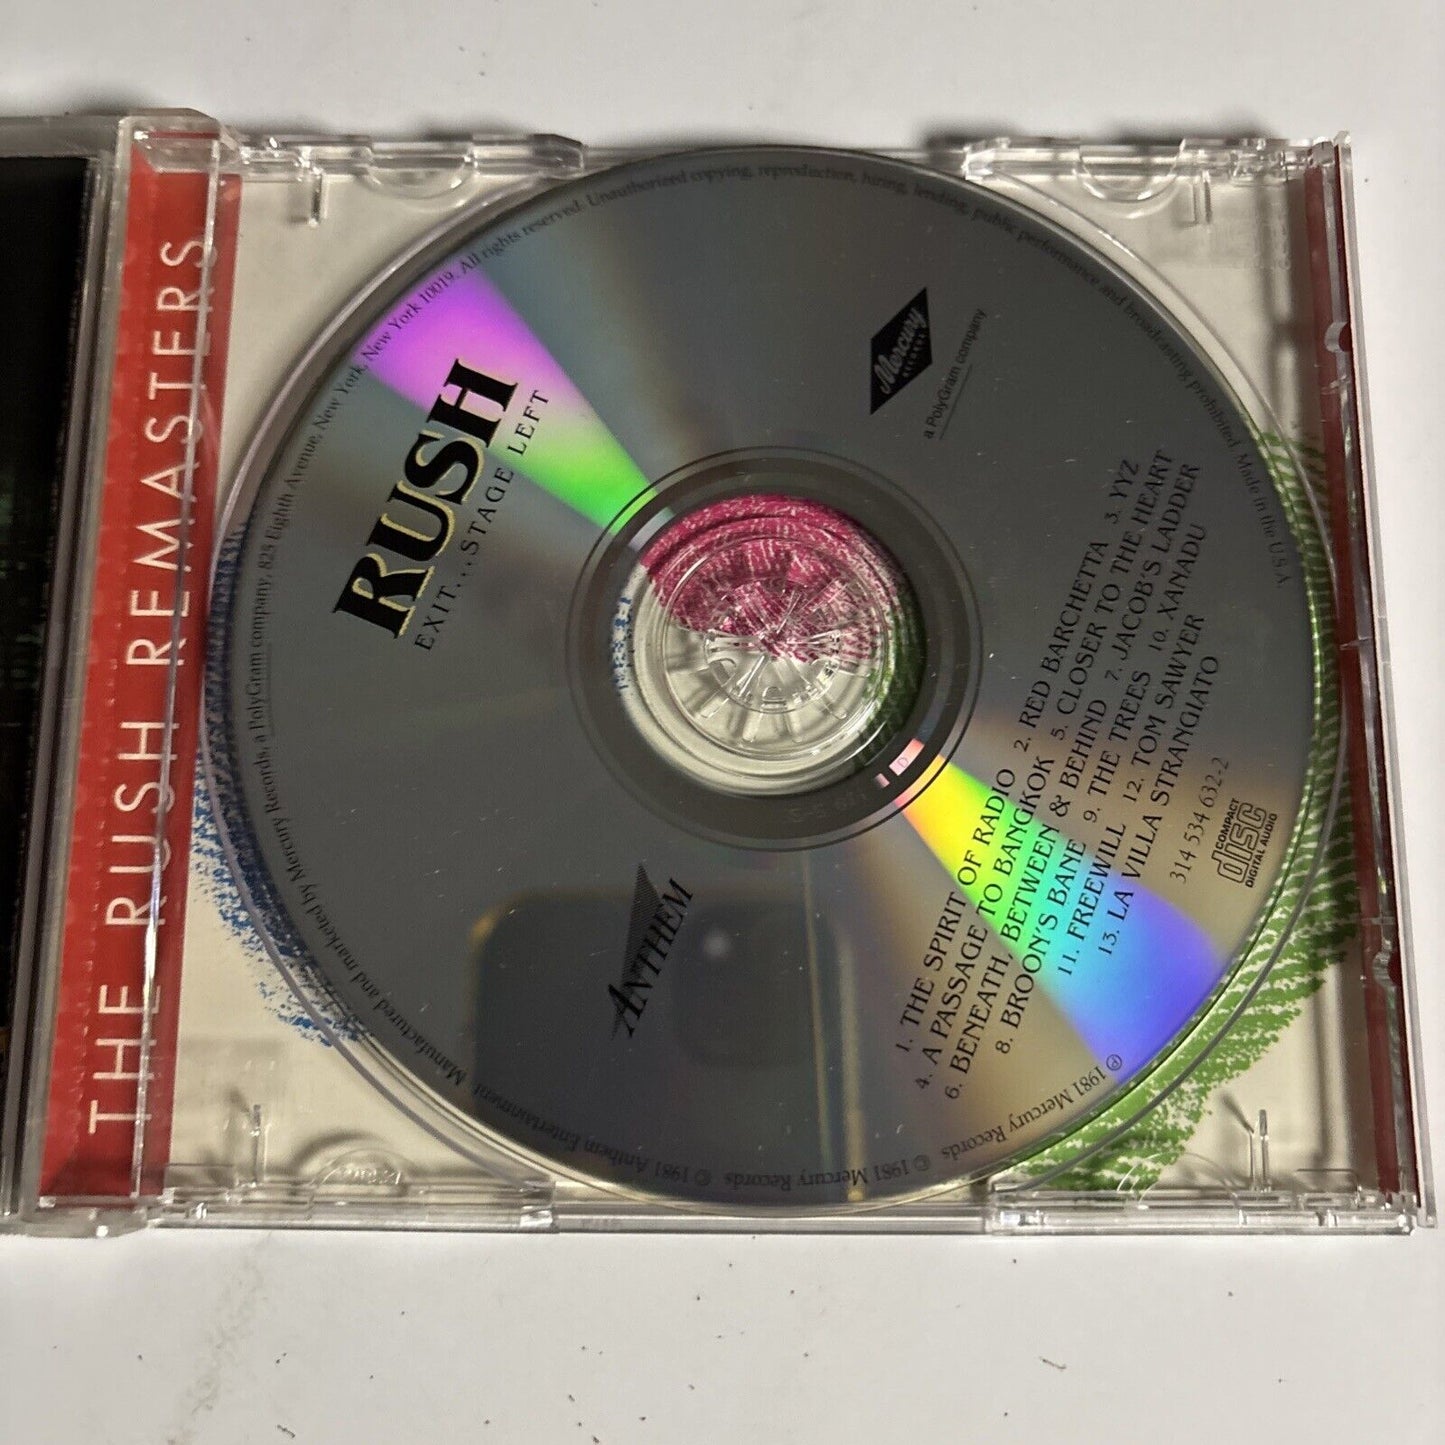 THE RUSH REMASTERS
RUSH
EXIT...STAGE LEFT
Mercury
RECORDS
a PolyGram company
ANTHEM
1. THE SPIRIT OF RADIO 2. RED BARCHETTA 3. YYZ
4. A PASSAGE TO BANGKOK 5. CLOSER TO THE HEART
6. BENEATH, BETWEEN & BEHIND 7. JACOB'S LADDER
8. BROON'S BANE 9. THE TREES 10. XANADU
11. FREEWILL 12. TOM SAWYER
13. LA VILLA STRANGIATO
314 534 632-2
COMPACT
disc
DIGITAL AUDIO
℗ 1981 Mercury Records © 1981 Mercury Records © 1981 Anthem Entertainment Manufactured and marketed by Mercury Records, a PolyGram company, 825 Eighth Avenue, New York, New York 10019. All rights reserved. Unauthorized copying, reproduction, hiring, lending, public performance and broadcasting prohibited. Made in the U.S.A.